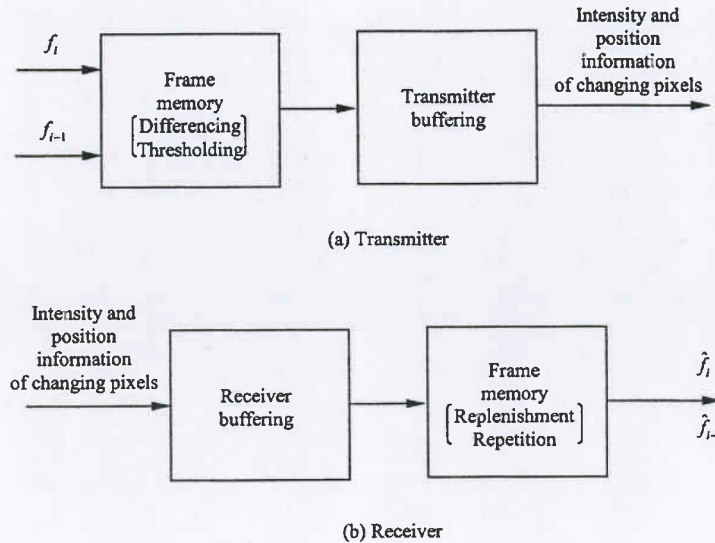 f_i
f_{i-1}
Frame
memory
Differencing
Thresholding
Transmitter
buffering
Intensity and
position
information
of changing pixels
(a) Transmitter
Intensity and
position
information
of changing pixels
Receiver
buffering
Frame
memory
Replenishment
Repetition
f̂_i
(b) Receiver